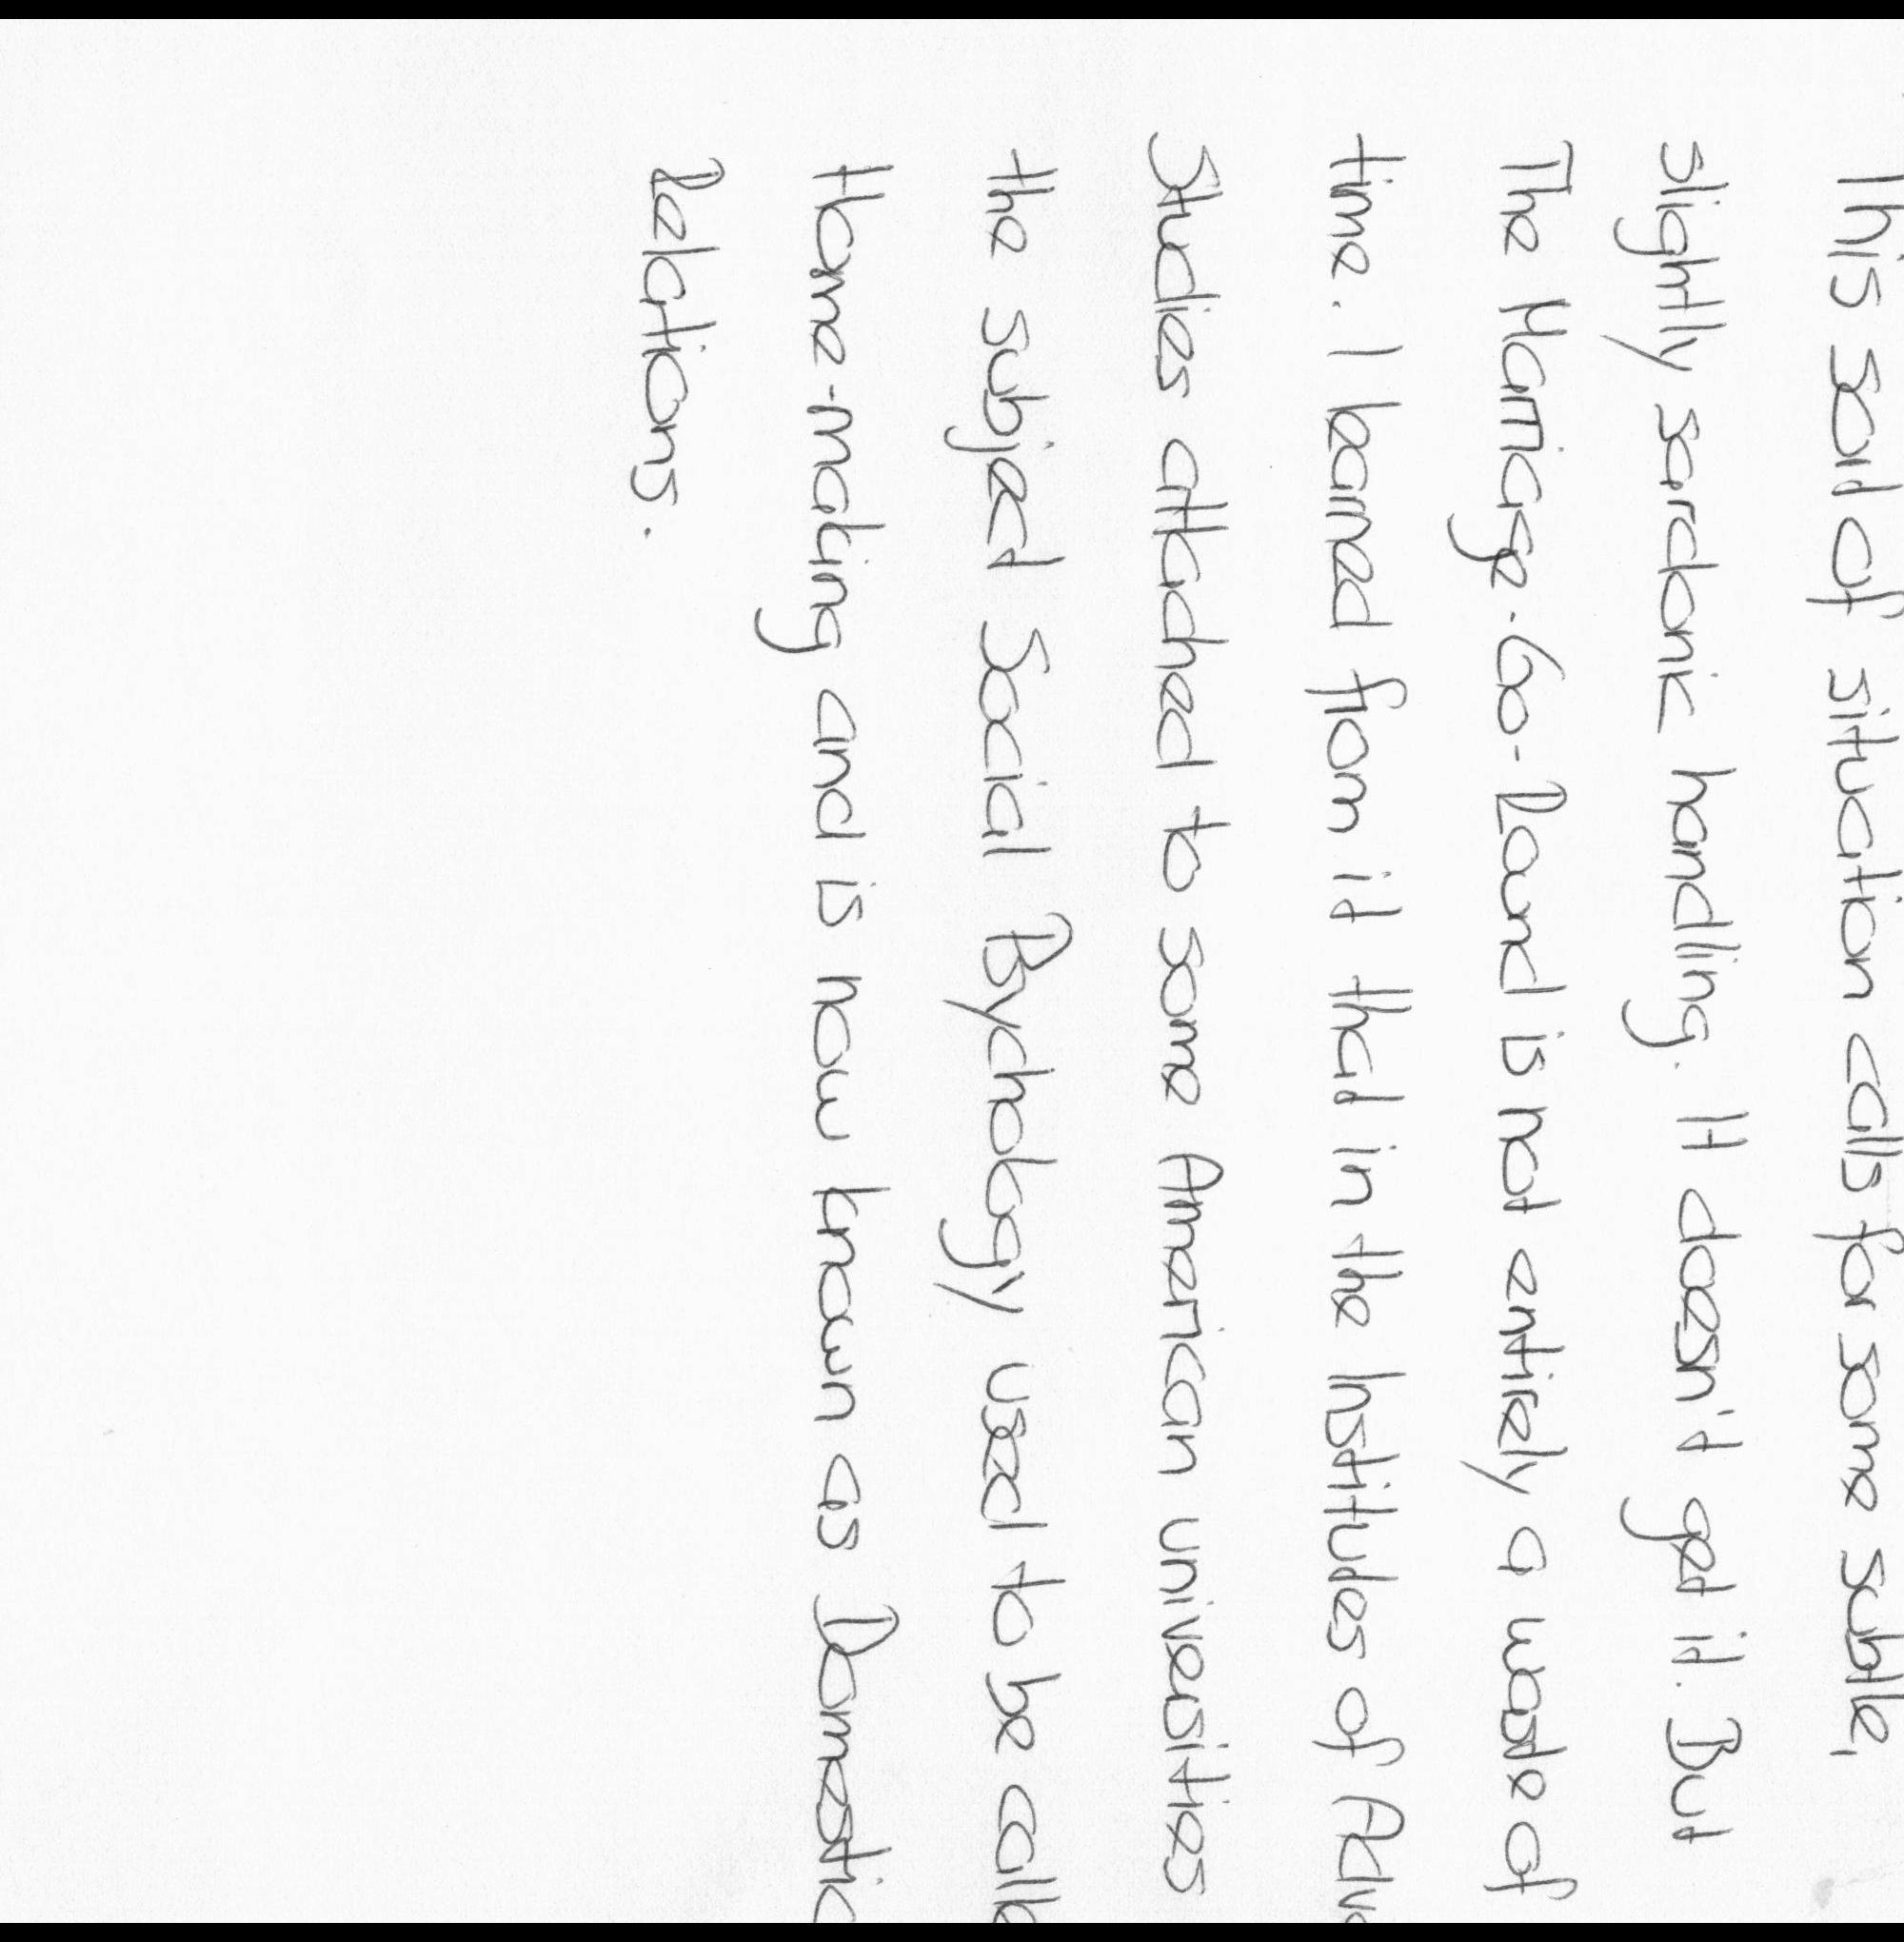 This sort of situation calls for some subtle,
slightly sardonic handling. It doesn't get it. But
The Marriage-Go-Round is not entirely a waste of
time. I learned from it that in the Institutes of Adv
Studies attached to some American universities
the subject Social Psychology used to be calle
Home-making and is now known as Domestic
Relations.